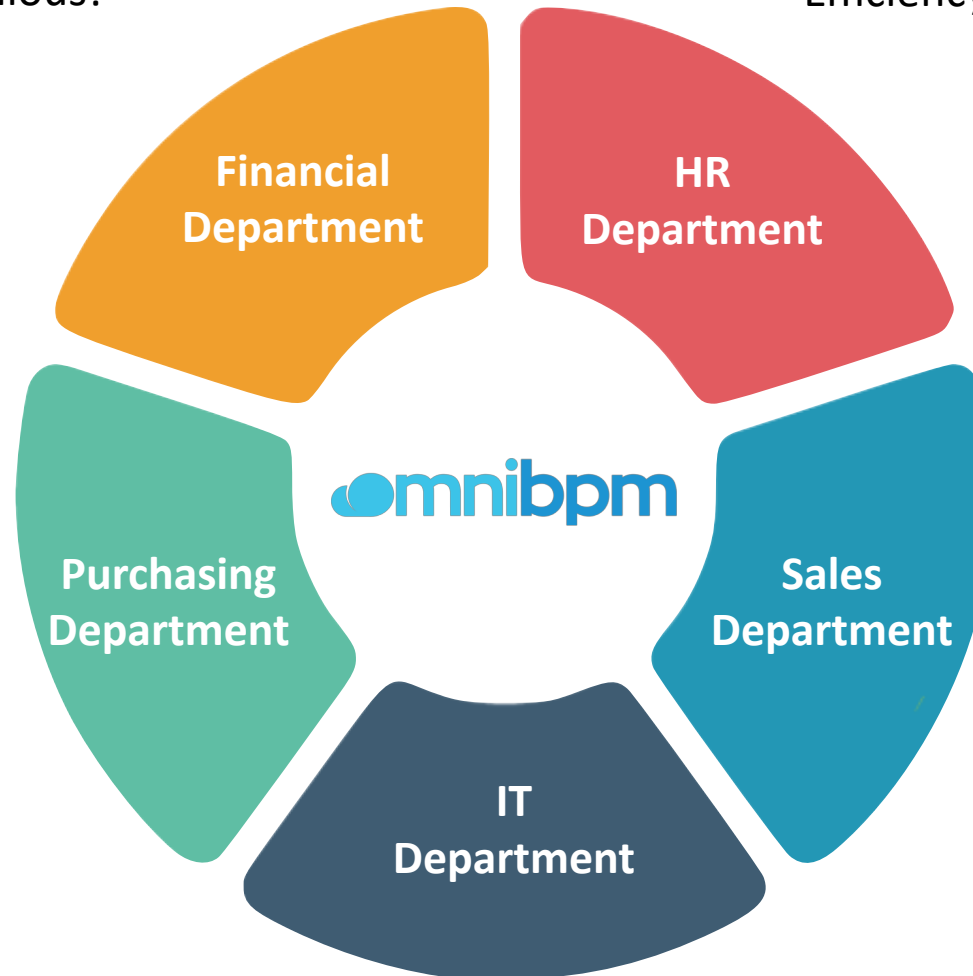 Financial
Department
HR
Department
omnibpm
Purchasing
Department
Sales
Department
IT
Department